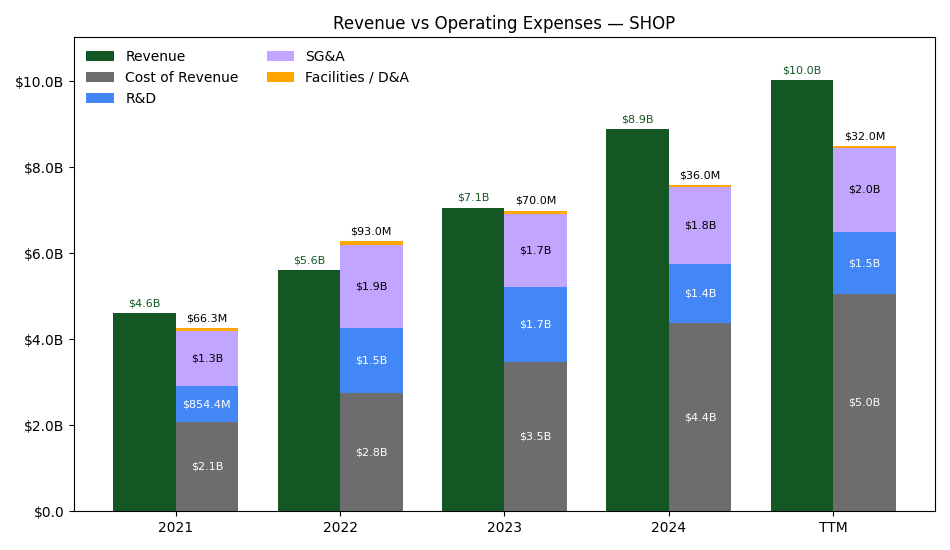 Revenue vs Operating Expenses — SHOP
Revenue
Cost of Revenue
R&D
SG&A
Facilities / D&A
$10.0B
$8.0B
$6.0B
$4.0B
$2.0B
$0.0
$4.6B
$66.3M
$1.3B
$854.4M
$2.1B
$5.6B
$93.0M
$1.9B
$1.5B
$2.8B
$7.1B
$70.0M
$1.7B
$1.7B
$3.5B
$8.9B
$36.0M
$1.8B
$1.4B
$4.4B
$10.0B
$32.0M
$2.0B
$1.5B
$5.0B
2021
2022
2023
2024
TTM